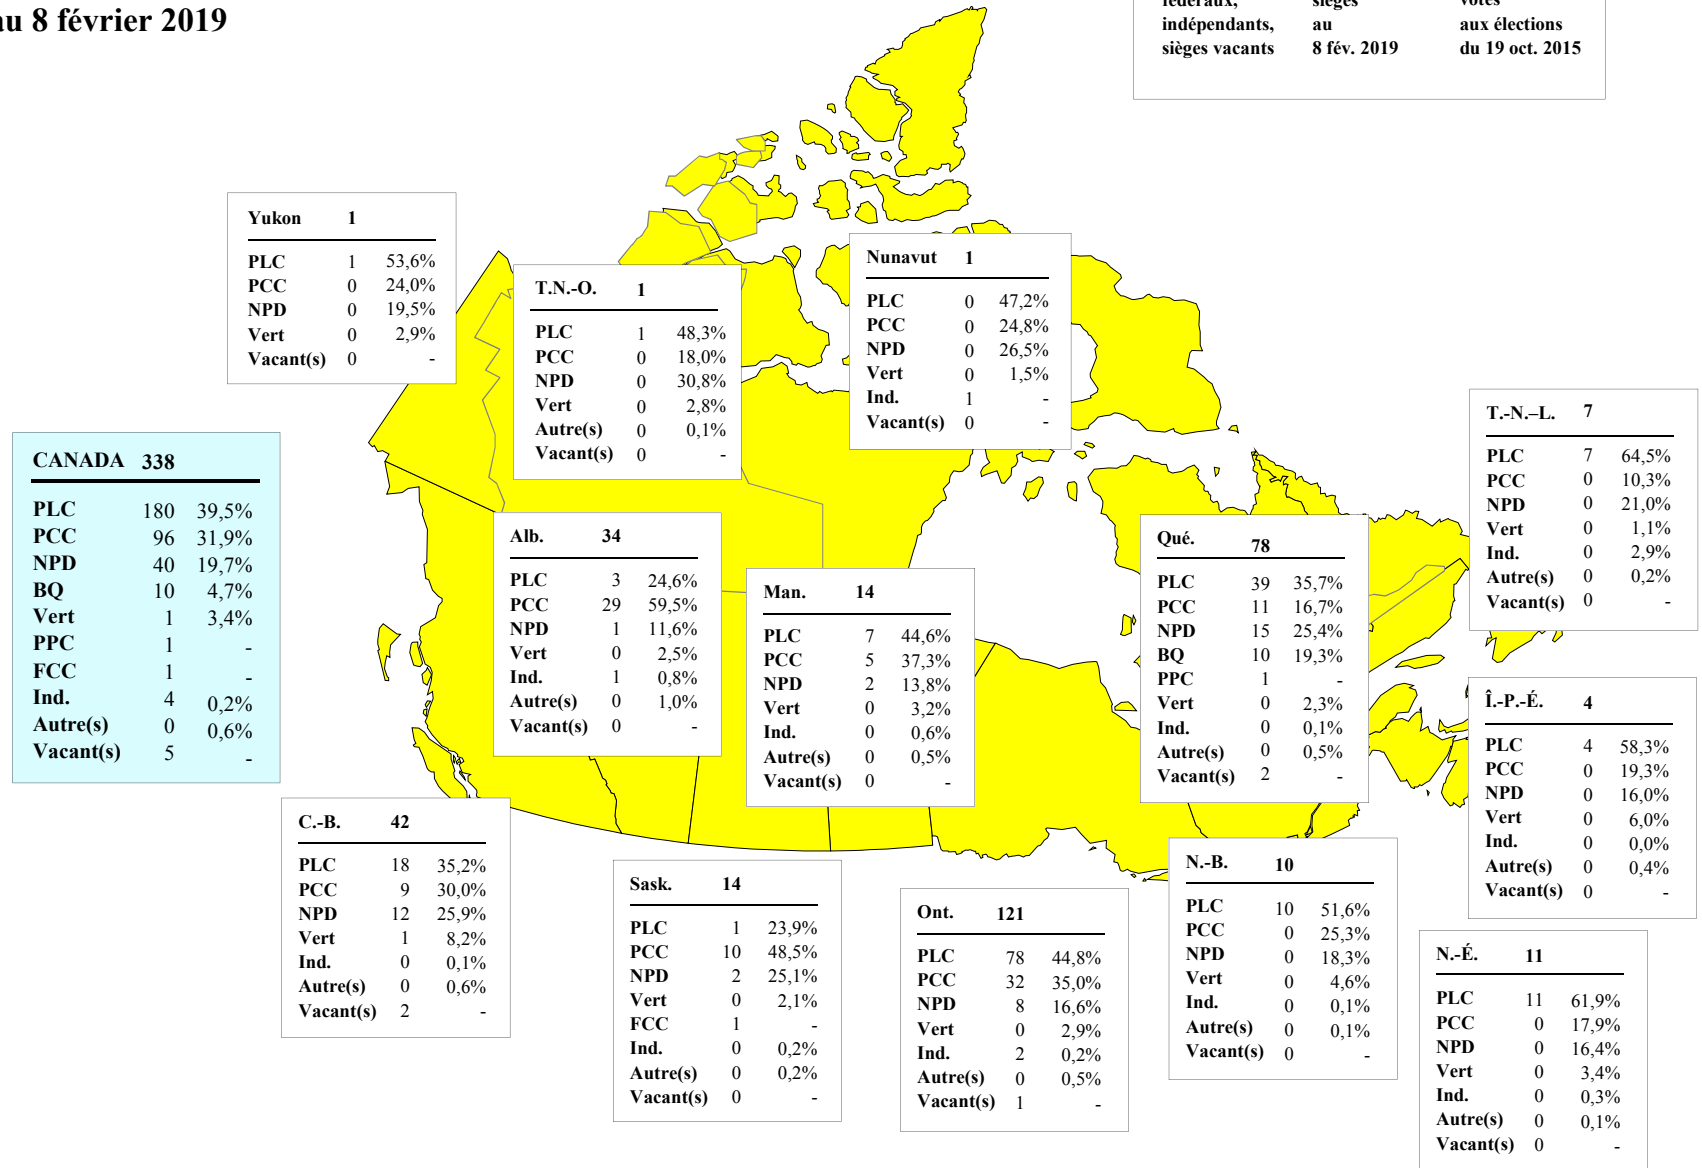 au 8 février 2019
fédéraux, sièges votes
indépendants, au aux élections
sièges vacants 8 fév. 2019 du 19 oct. 2015
Yukon 1
PLC 1 53,6%
PCC 0 24,0%
NPD 0 19,5%
Vert 0 2,9%
Vacant(s) 0 -
T.N.-O. 1
PLC 1 48,3%
PCC 0 18,0%
NPD 0 30,8%
Vert 0 2,8%
Autre(s) 0 0,1%
Vacant(s) 0 -
Nunavut 1
PLC 0 47,2%
PCC 0 24,8%
NPD 0 26,5%
Vert 0 1,5%
Ind. 1 -
Vacant(s) 0 -
T.-N.–L. 7
PLC 7 64,5%
PCC 0 10,3%
NPD 0 21,0%
Vert 0 1,1%
Ind. 0 2,9%
Autre(s) 0 0,2%
Vacant(s) 0 -
CANADA 338
PLC 180 39,5%
PCC 96 31,9%
NPD 40 19,7%
BQ 10 4,7%
Vert 1 3,4%
PPC 1 -
FCC 1 -
Ind. 4 0,2%
Autre(s) 0 0,6%
Vacant(s) 5 -
Alb. 34
PLC 3 24,6%
PCC 29 59,5%
NPD 1 11,6%
Vert 0 2,5%
Ind. 1 0,8%
Autre(s) 0 1,0%
Vacant(s) 0 -
Man. 14
PLC 7 44,6%
PCC 5 37,3%
NPD 2 13,8%
Vert 0 3,2%
Ind. 0 0,6%
Autre(s) 0 0,5%
Vacant(s) 0 -
Qué. 78
PLC 39 35,7%
PCC 11 16,7%
NPD 15 25,4%
BQ 10 19,3%
PPC 1 -
Vert 0 2,3%
Ind. 0 0,1%
Autre(s) 0 0,5%
Vacant(s) 2 -
Î.-P.-É. 4
PLC 4 58,3%
PCC 0 19,3%
NPD 0 16,0%
Vert 0 6,0%
Ind. 0 0,0%
Autre(s) 0 0,4%
Vacant(s) 0 -
C.-B. 42
PLC 18 35,2%
PCC 9 30,0%
NPD 12 25,9%
Vert 1 8,2%
Ind. 0 0,1%
Autre(s) 0 0,6%
Vacant(s) 2 -
Sask. 14
PLC 1 23,9%
PCC 10 48,5%
NPD 2 25,1%
Vert 0 2,1%
FCC 1 -
Ind. 0 0,2%
Autre(s) 0 0,2%
Vacant(s) 0 -
Ont. 121
PLC 78 44,8%
PCC 32 35,0%
NPD 8 16,6%
Vert 0 2,9%
Ind. 2 0,2%
Autre(s) 0 0,5%
Vacant(s) 1 -
N.-B. 10
PLC 10 51,6%
PCC 0 25,3%
NPD 0 18,3%
Vert 0 4,6%
Ind. 0 0,1%
Autre(s) 0 0,1%
Vacant(s) 0 -
N.-É. 11
PLC 11 61,9%
PCC 0 17,9%
NPD 0 16,4%
Vert 0 3,4%
Ind. 0 0,3%
Autre(s) 0 0,1%
Vacant(s) 0 -